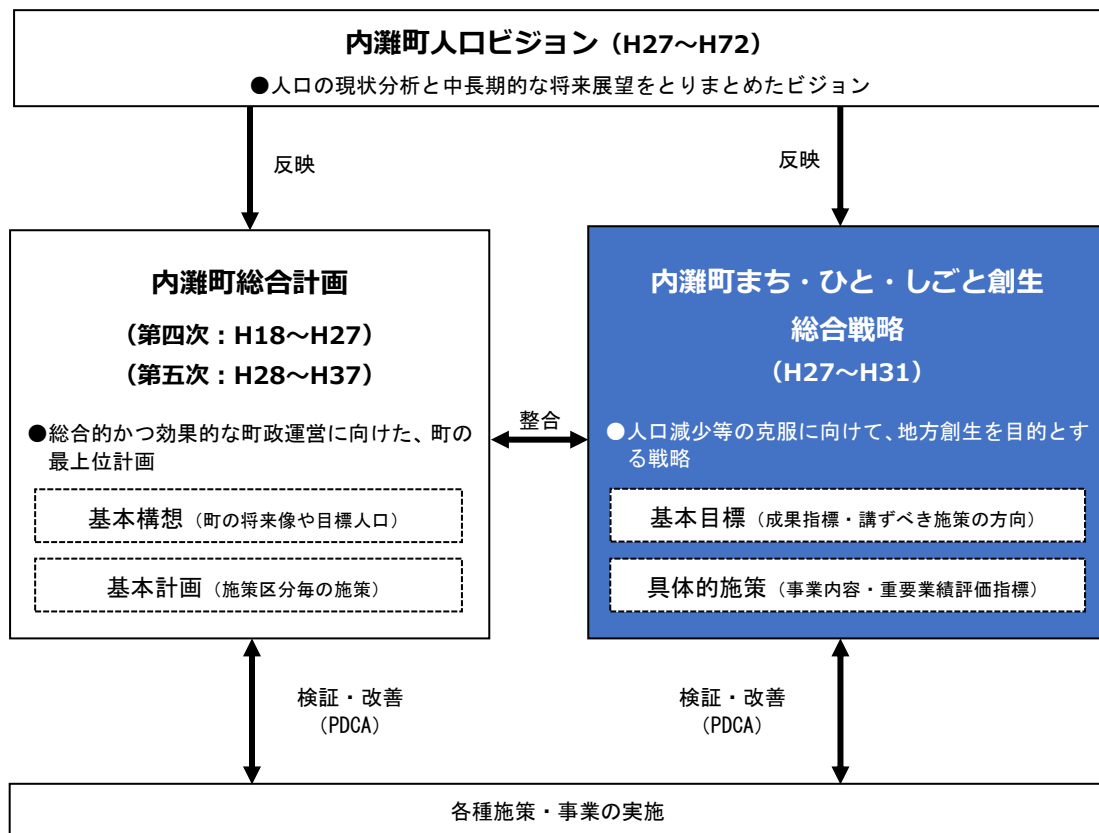 内灘町人口ビジョン（H27～H72）
●人口の現状分析と中長期的な将来展望をとりまとめたビジョン
反映
反映
内灘町総合計画
（第四次：H18～H27）
（第五次：H28～H37）
●総合的かつ効果的な町政運営に向けた、町の
最上位計画
基本構想（町の将来像や目標人口）
基本計画（施策区分毎の施策）
整合
内灘町まち・ひと・しごと創生
総合戦略
（H27～H31）
●人口減少等の克服に向けて、地方創生を目的とす
る戦略
基本目標（成果指標・講ずべき施策の方向）
具体的施策（事業内容・重要業績評価指標）
検証・改善
（PDCA）
検証・改善
（PDCA）
各種施策・事業の実施